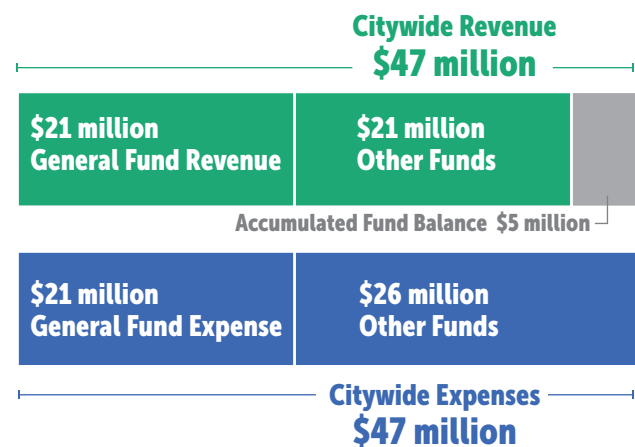 Citywide Revenue
$47 million
$21 million
General Fund Revenue
$21 million
Other Funds
Accumulated Fund Balance $5 million
$21 million
General Fund Expense
$26 million
Other Funds
Citywide Expenses
$47 million